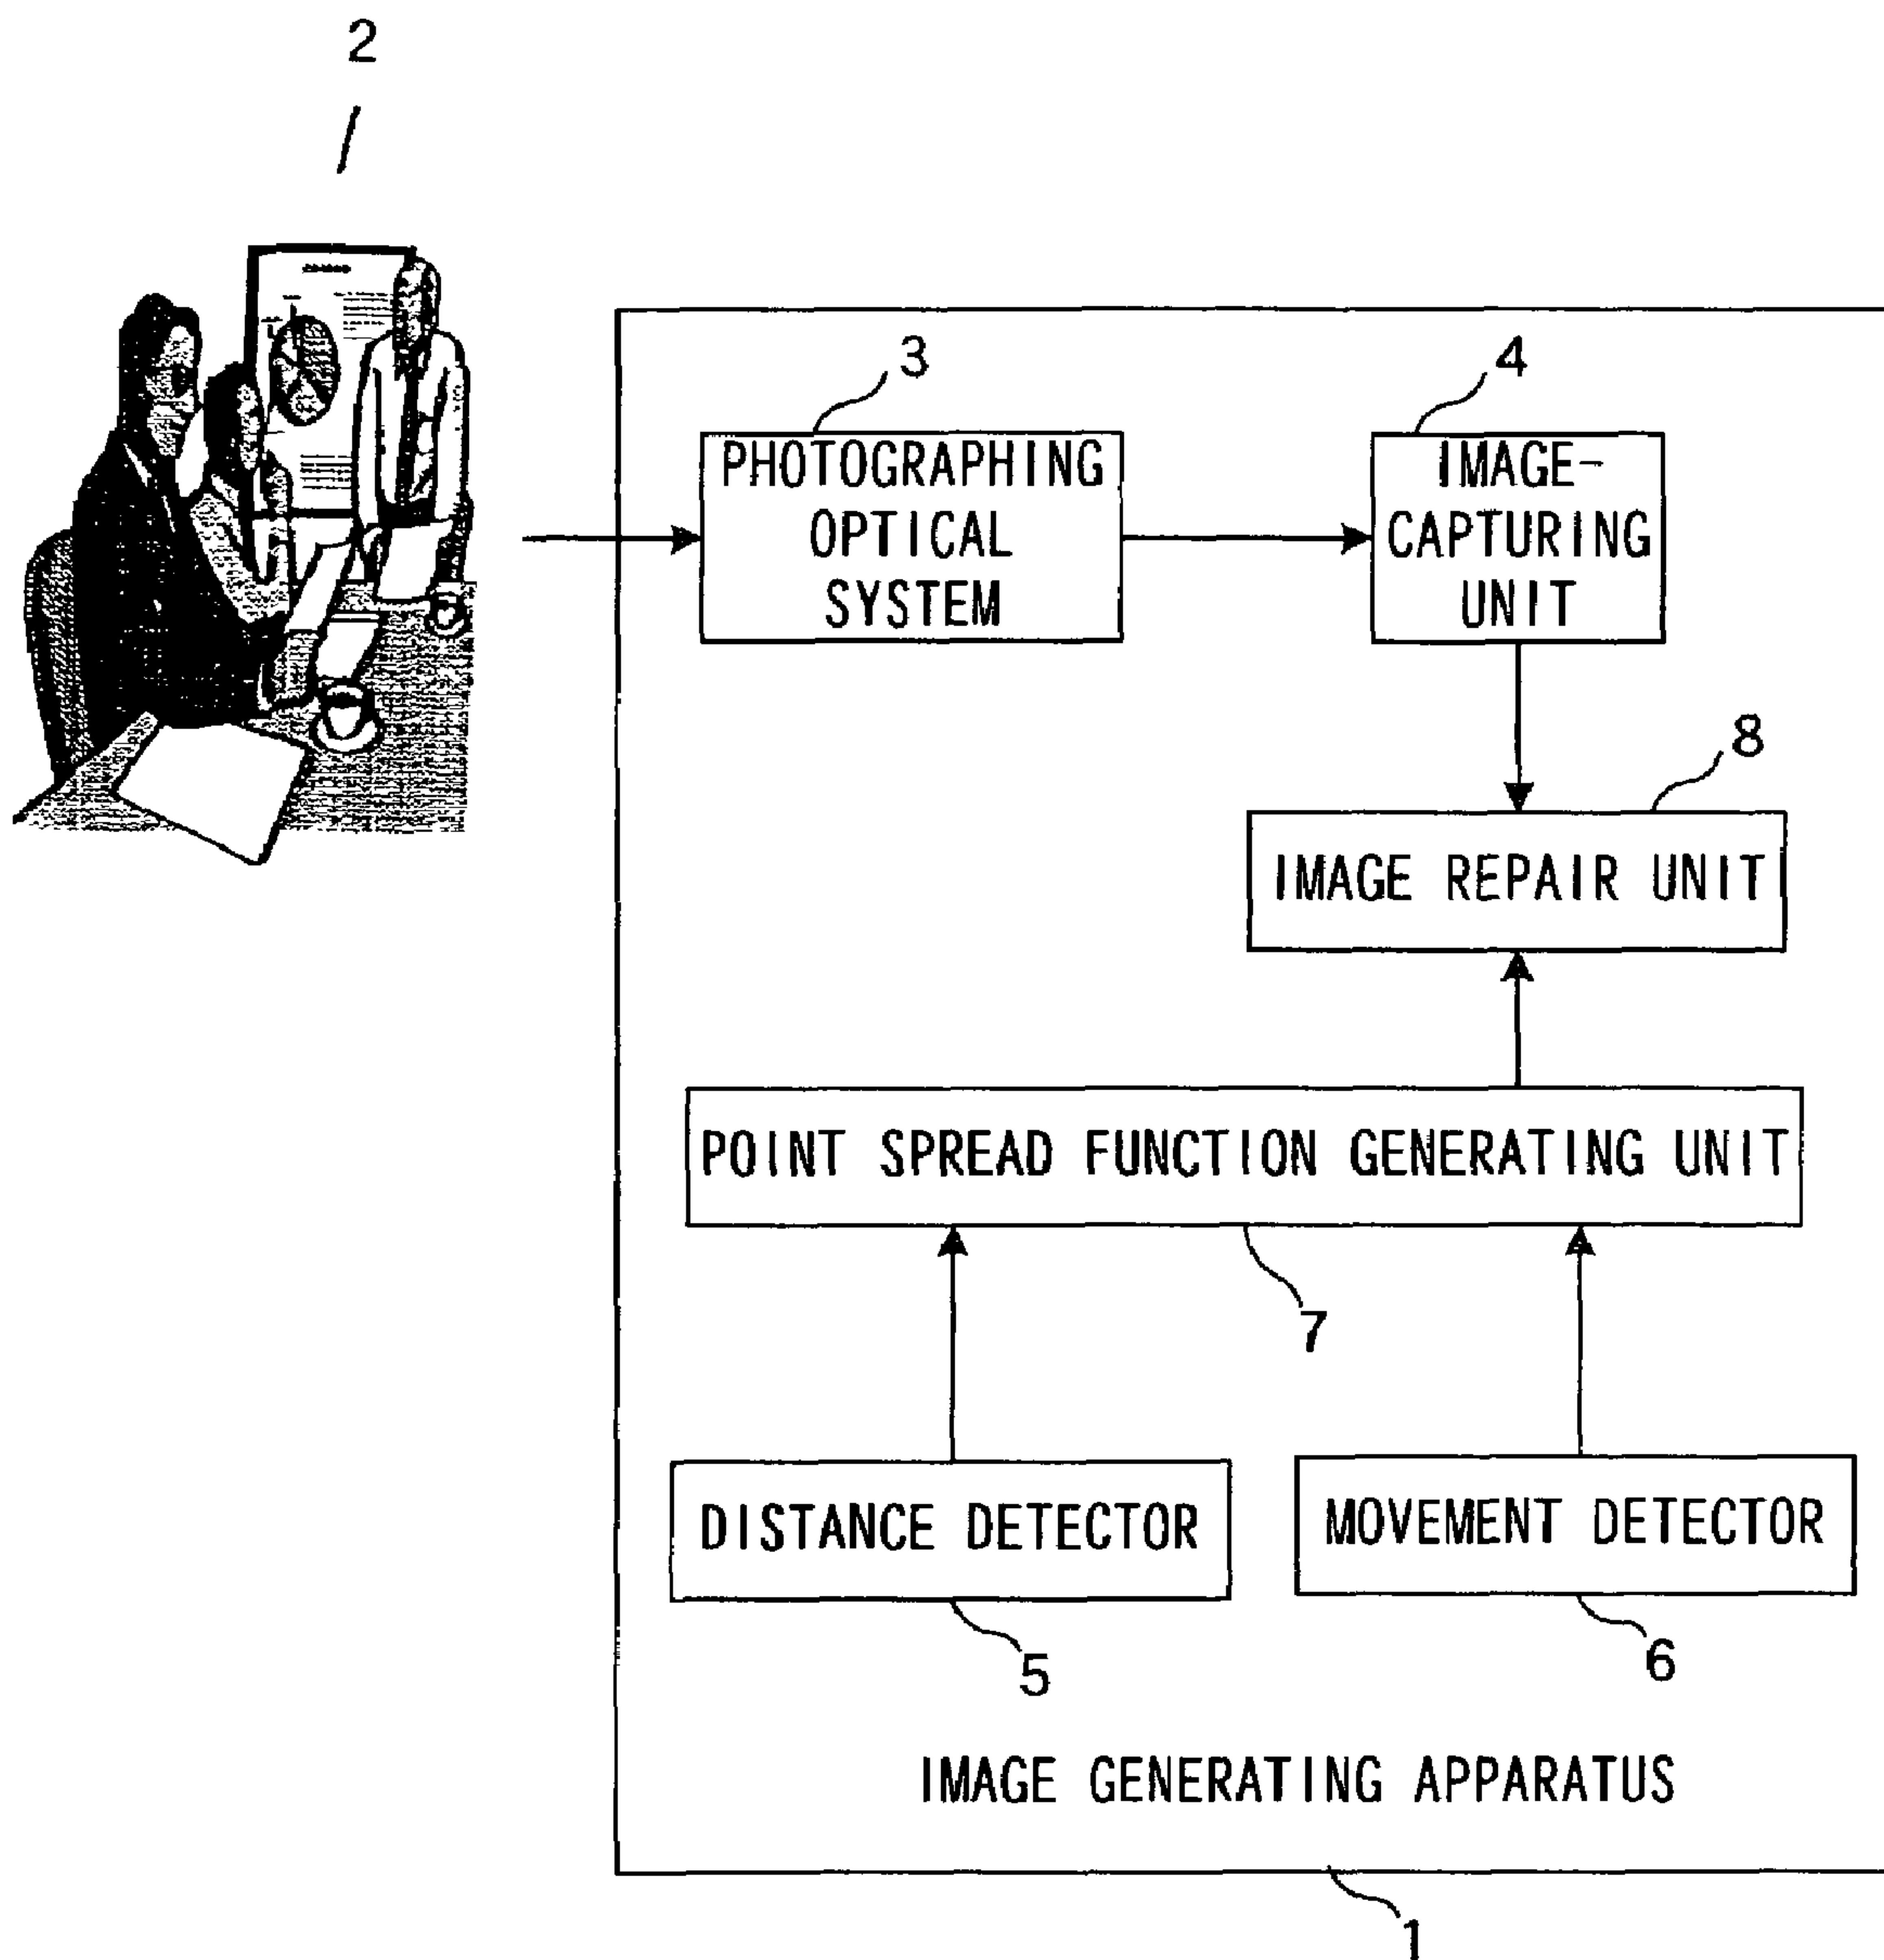 2
3
4
PHOTOGRAPHING
OPTICAL
SYSTEM
IMAGE-
CAPTURING
UNIT
8
IMAGE REPAIR UNIT
POINT SPREAD FUNCTION GENERATING UNIT
7
DISTANCE DETECTOR
MOVEMENT DETECTOR
5
6
IMAGE GENERATING APPARATUS
1